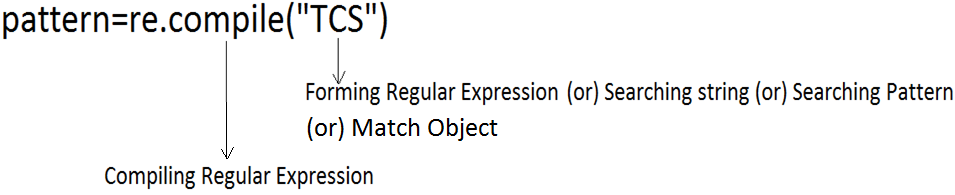 pattern=re.compile("TCS")
Forming Regular Expression (or) Searching string (or) Searching Pattern
(or) Match Object
Compiling Regular Expression